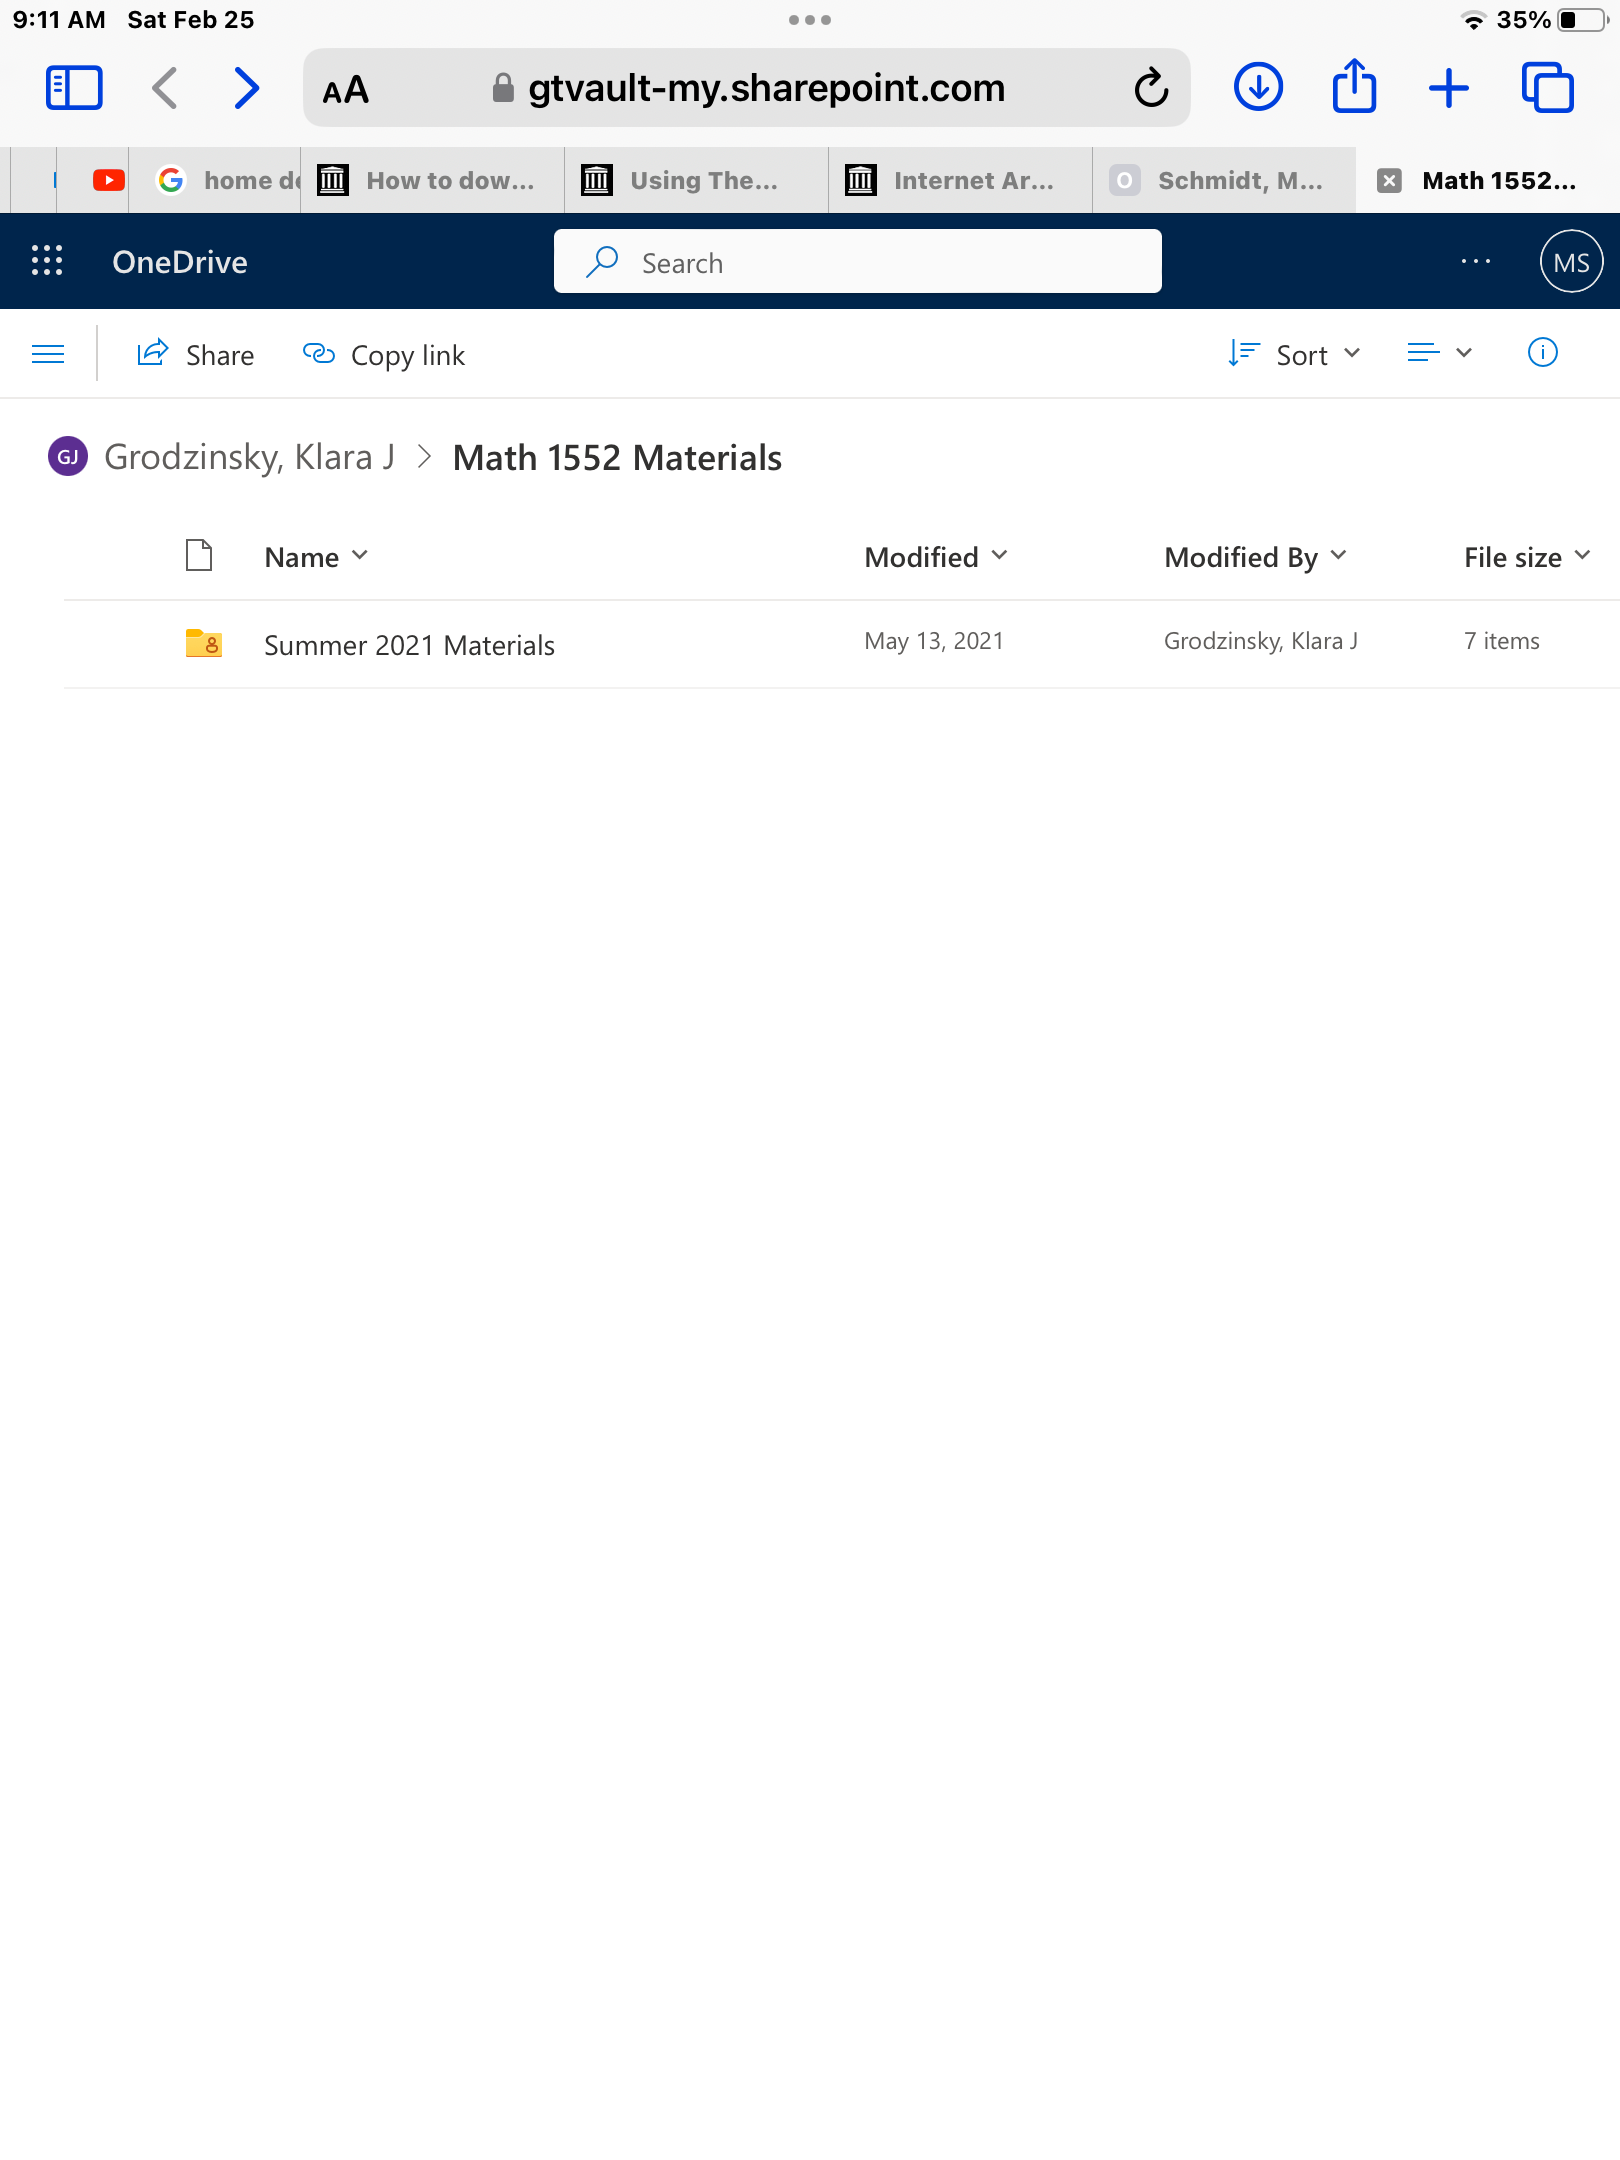 9:11 AM Sat Feb 25
35%
AA gtvault-my.sharepoint.com
home de
How to dow...
Using The...
Internet Ar...
O Schmidt, M...
Math 1552...
OneDrive
Search
MS
Share
Copy link
Sort
GJ Grodzinsky, Klara J > Math 1552 Materials
Name Modified Modified By File size
Summer 2021 Materials May 13, 2021 Grodzinsky, Klara J 7 items